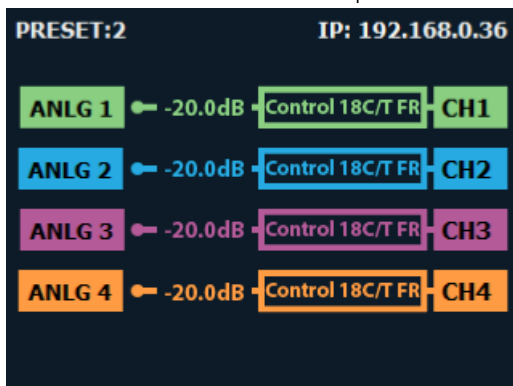 PRESET:2 IP: 192.168.0.36
ANLG 1 -20.0dB Control 18C/T FR CH1
ANLG 2 -20.0dB Control 18C/T FR CH2
ANLG 3 -20.0dB Control 18C/T FR CH3
ANLG 4 -20.0dB Control 18C/T FR CH4